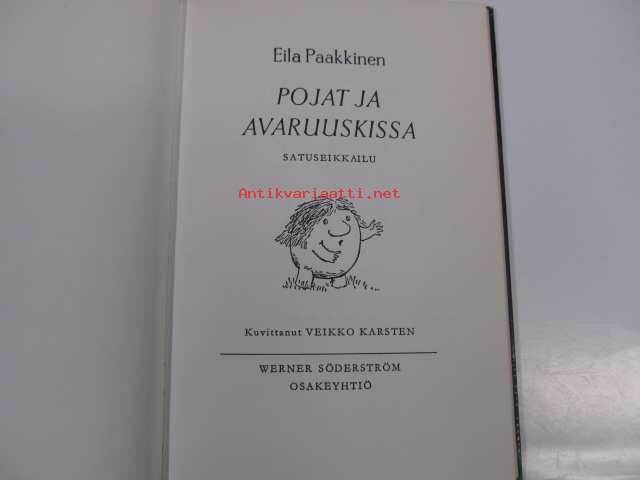 Eila Paakkinen
POJAT JA
AVARUUSKISSA
SATUSEIKKAILU
Antikvariaatti.net
Kuvittanut VEIKKO KARSTEN
WERNER SÖDERSTRÖM
OSAKEYHTIÖ